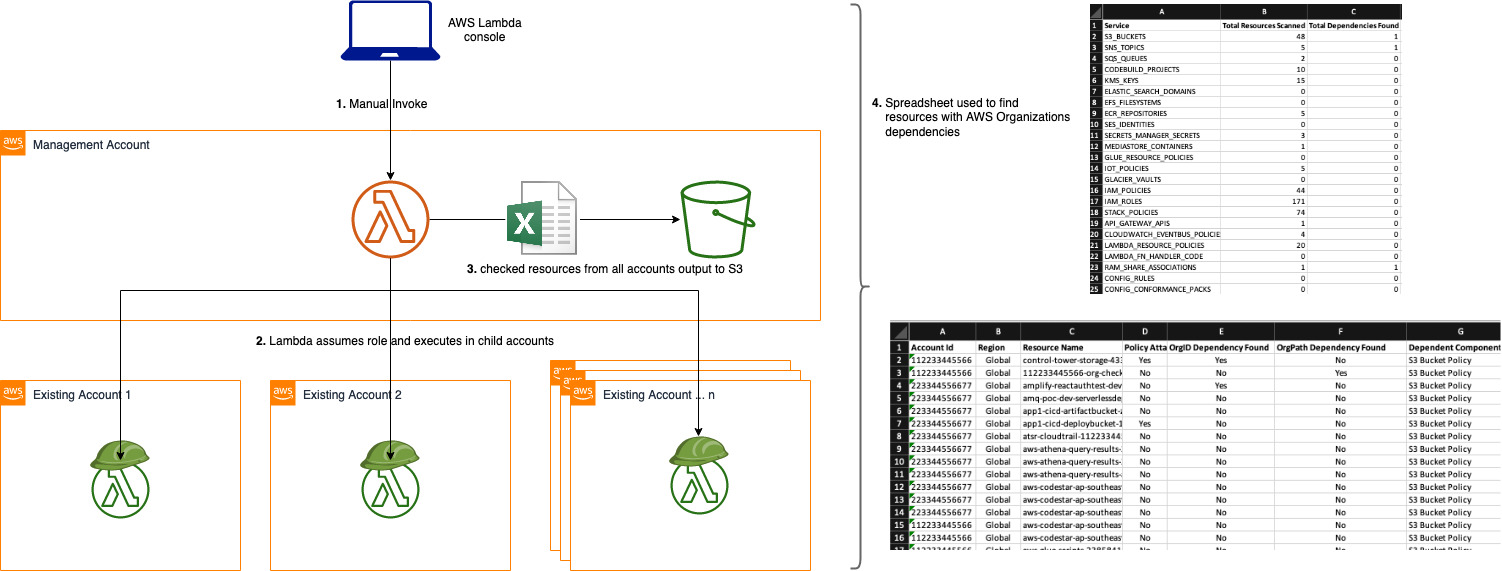 AWS Lambda
console
1. Manual Invoke
aws
Management Account
3. checked resources from all accounts output to S3
2. Lambda assumes role and executes in child accounts
aws
Existing Account 1
aws
Existing Account 2
aws
aws
aws
Existing Account ... n
4. Spreadsheet used to find
resources with AWS Organizations
dependencies
A B C
1 Service Total Resources Scanned Total Dependencies Found
2 S3_BUCKETS 48 1
3 SNS_TOPICS 5 1
4 SQS_QUEUES 2 0
5 CODEBUILD_PROJECTS 10 0
6 KMS_KEYS 15 0
7 ELASTIC_SEARCH_DOMAINS 0 0
8 EFS_FILESYSTEMS 0 0
9 ECR_REPOSITORIES 5 0
10 SES_IDENTITIES 0 0
11 SECRETS_MANAGER_SECRETS 3 0
12 MEDIASTORE_CONTAINERS 1 0
13 GLUE_RESOURCE_POLICIES 0 0
14 IOT_POLICIES 5 0
15 GLACIER_VAULTS 0 0
16 IAM_POLICIES 44 0
17 IAM_ROLES 171 0
18 STACK_POLICIES 74 0
19 API_GATEWAY_APIS 1 0
20 CLOUDWATCH_EVENTBUS_POLICIE 4 0
21 LAMBDA_RESOURCE_POLICIES 20 0
22 LAMBDA_FN_HANDLER_CODE 0 0
23 RAM_SHARE_ASSOCIATIONS 1 1
24 CONFIG_RULES 0 0
25 CONFIG_CONFORMANCE_PACKS 0 0
A B C D E F G
1 Account Id Region Resource Name Policy Atta OrgID Dependency Found OrgPath Dependency Found Dependent Component
2 112233445566 Global control-tower-storage-433 Yes Yes No S3 Bucket Policy
3 112233445566 Global 112233445566-org-check No No Yes S3 Bucket Policy
4 223344556677 Global amplify-reactauthtest-dev No Yes No S3 Bucket Policy
5 223344556677 Global amq-poc-dev-serverlessde No No No S3 Bucket Policy
6 223344556677 Global app1-cicd-artifactbucket- No No No S3 Bucket Policy
7 223344556677 Global app1-cicd-deploybucket-1 Yes No No S3 Bucket Policy
8 223344556677 Global atsr-cloudtrail-11223344 No No No S3 Bucket Policy
9 223344556677 Global aws-athena-query-results- No No No S3 Bucket Policy
10 223344556677 Global aws-athena-query-results- No No No S3 Bucket Policy
11 223344556677 Global aws-athena-query-results- No No No S3 Bucket Policy
12 223344556677 Global aws-codestar-ap-southeas No No No S3 Bucket Policy
13 223344556677 Global aws-codestar-ap-southeas No No No S3 Bucket Policy
14 223344556677 Global aws-codestar-ap-southeas No No No S3 Bucket Policy
15 112233445566 Global aws-codestar-ap-southeas No No No S3 Bucket Policy
16 112233445566 Global aws-codestar-ap-southeas No No No S3 Bucket Policy